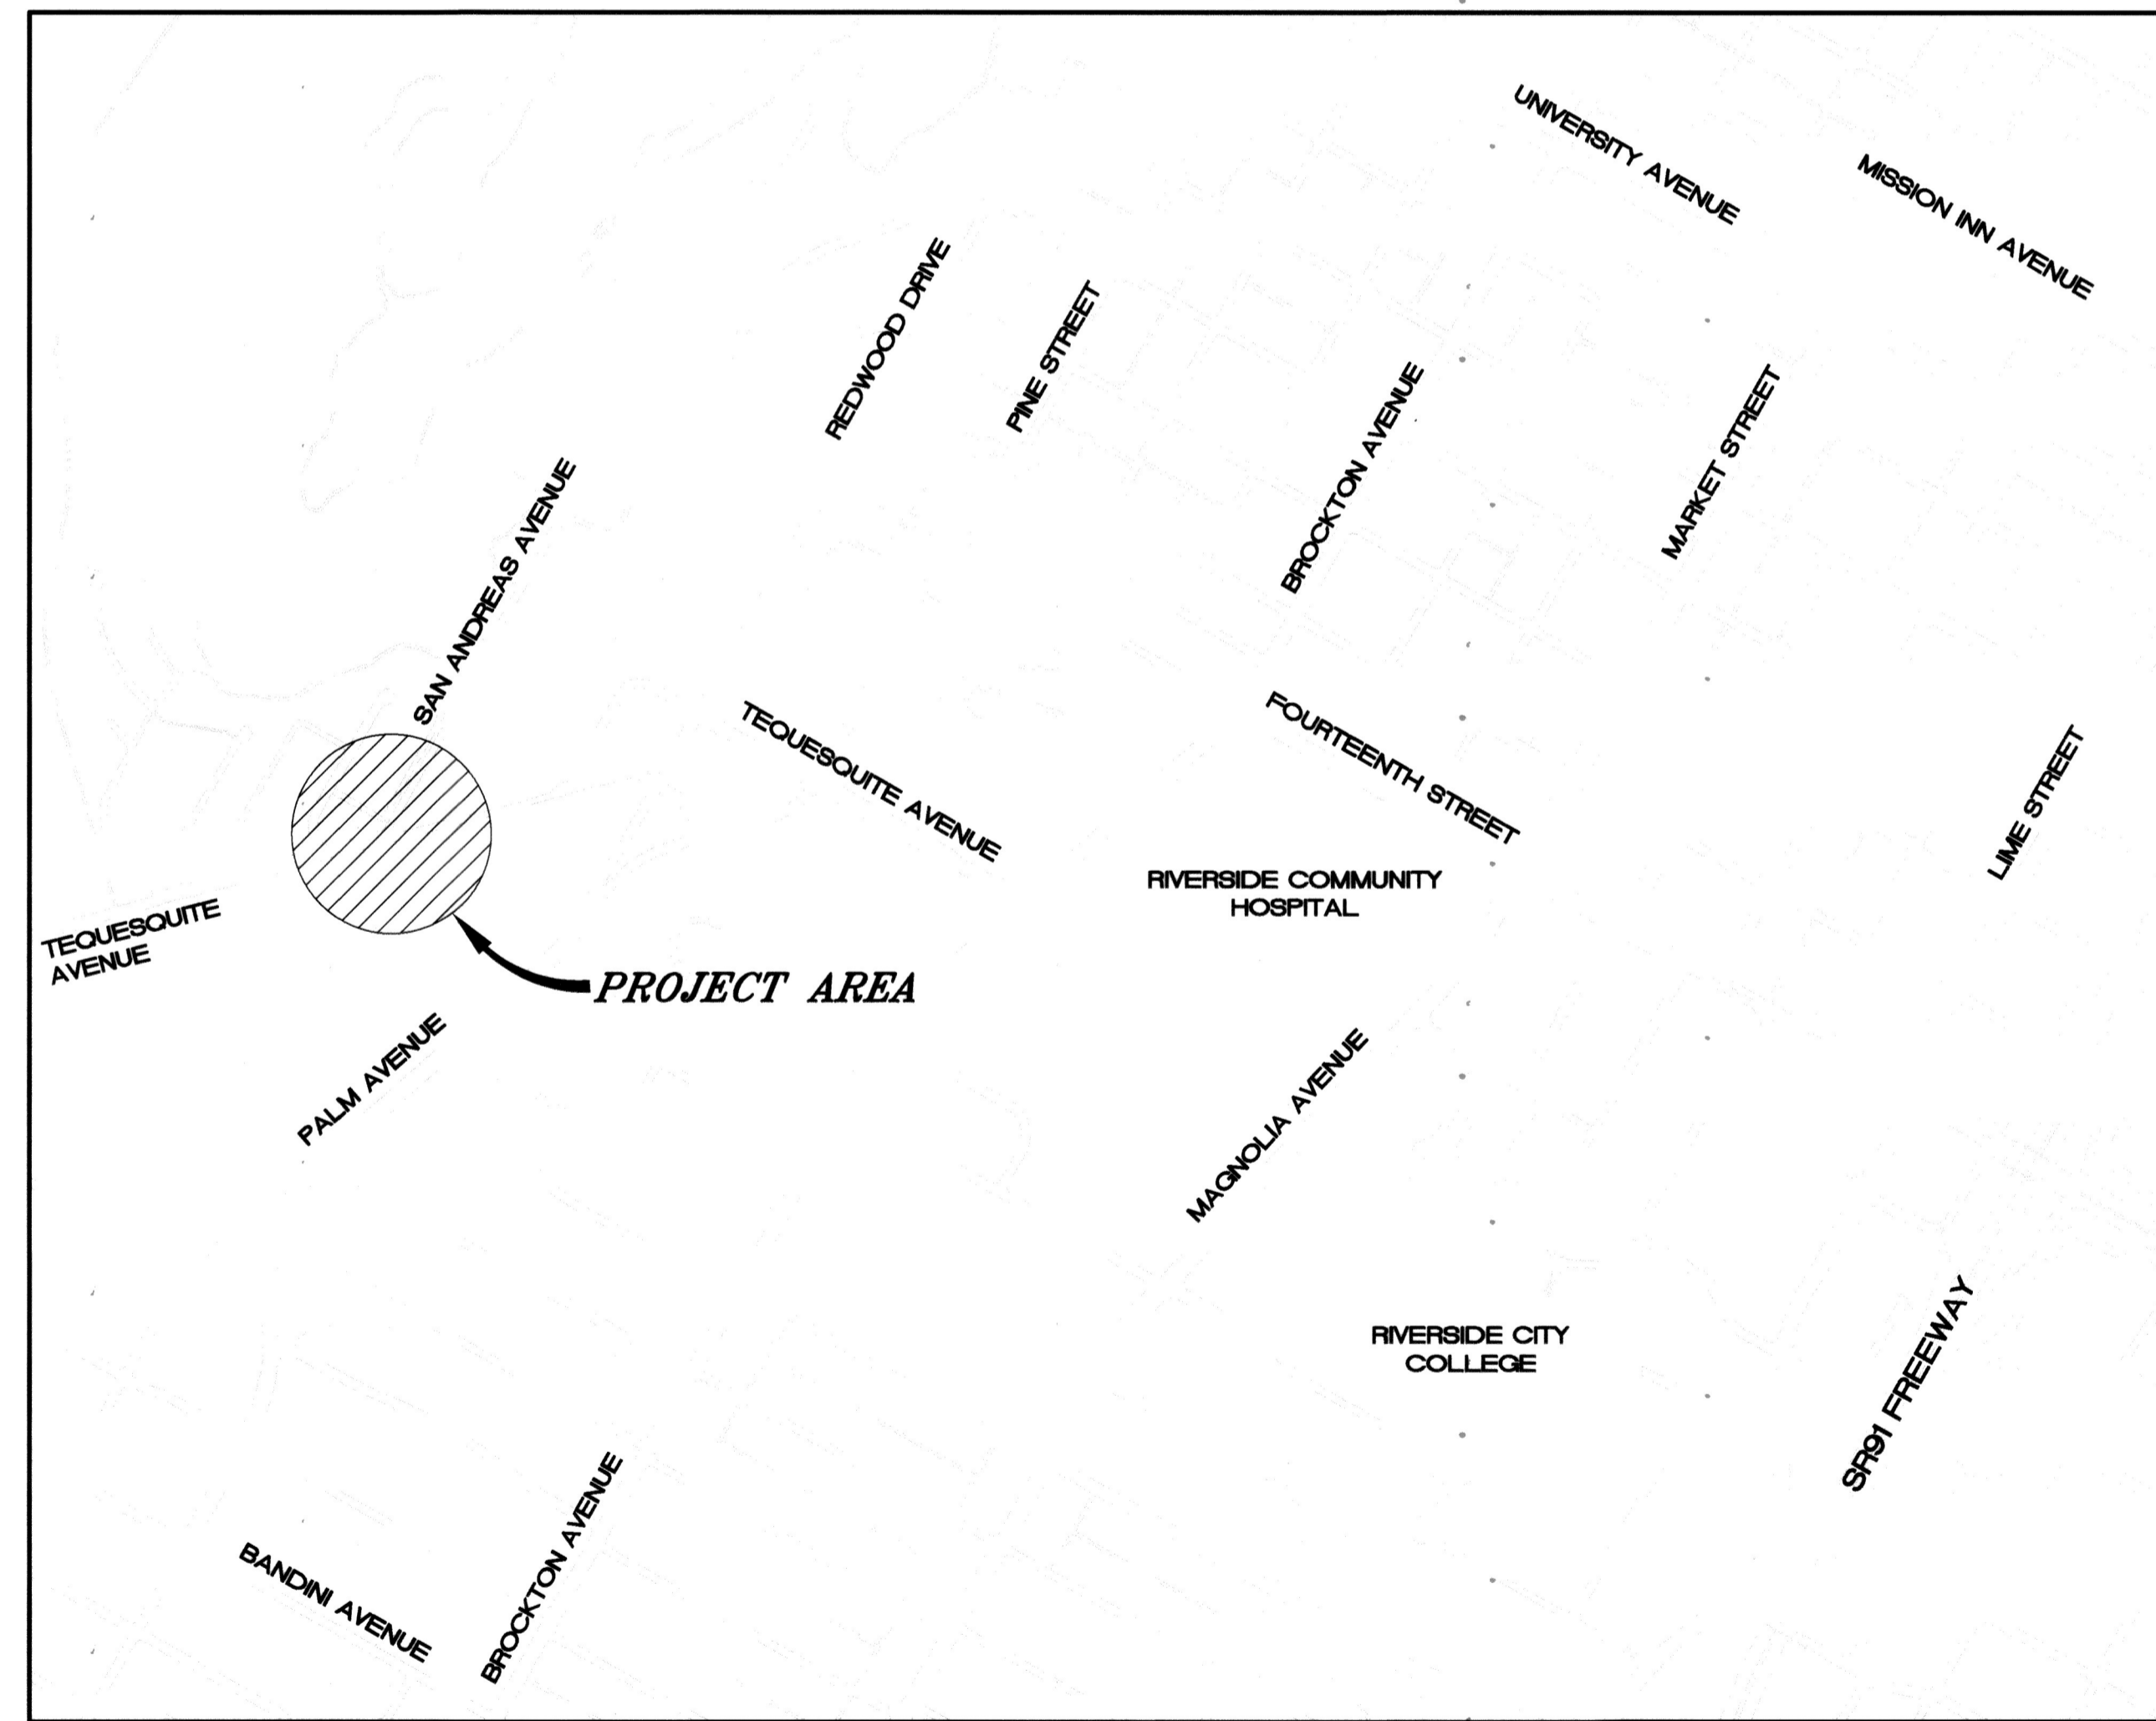 UNIVERSITY AVENUE
MISSION INN AVENUE
REDWOOD DRIVE
PINE STREET
BROCKTON AVENUE
MARKET STREET
SAN ANDREAS AVENUE
TEQUESQUITE AVENUE
FOURTEENTH STREET
LIME STREET
RIVERSIDE COMMUNITY
HOSPITAL
TEQUESQUITE
AVENUE
PROJECT AREA
PALM AVENUE
MAGNOLIA AVENUE
RIVERSIDE CITY
COLLEGE
SR91 FREEWAY
BANDINI AVENUE
BROCKTON AVENUE